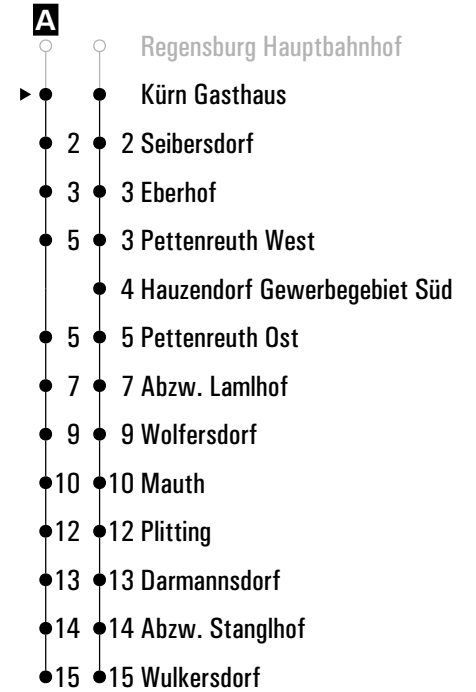 A
Regensburg Hauptbahnhof
Kürn Gasthaus
2 2 Seibersdorf
3 3 Eberhof
5 3 Pettenreuth West
4 Hauzendorf Gewerbegebiet Süd
5 5 Pettenreuth Ost
7 7 Abzw. Lamlhof
9 9 Wolfersdorf
10 10 Mauth
12 12 Plitting
13 13 Darmannsdorf
14 14 Abzw. Stanglhof
15 15 Wulkersdorf